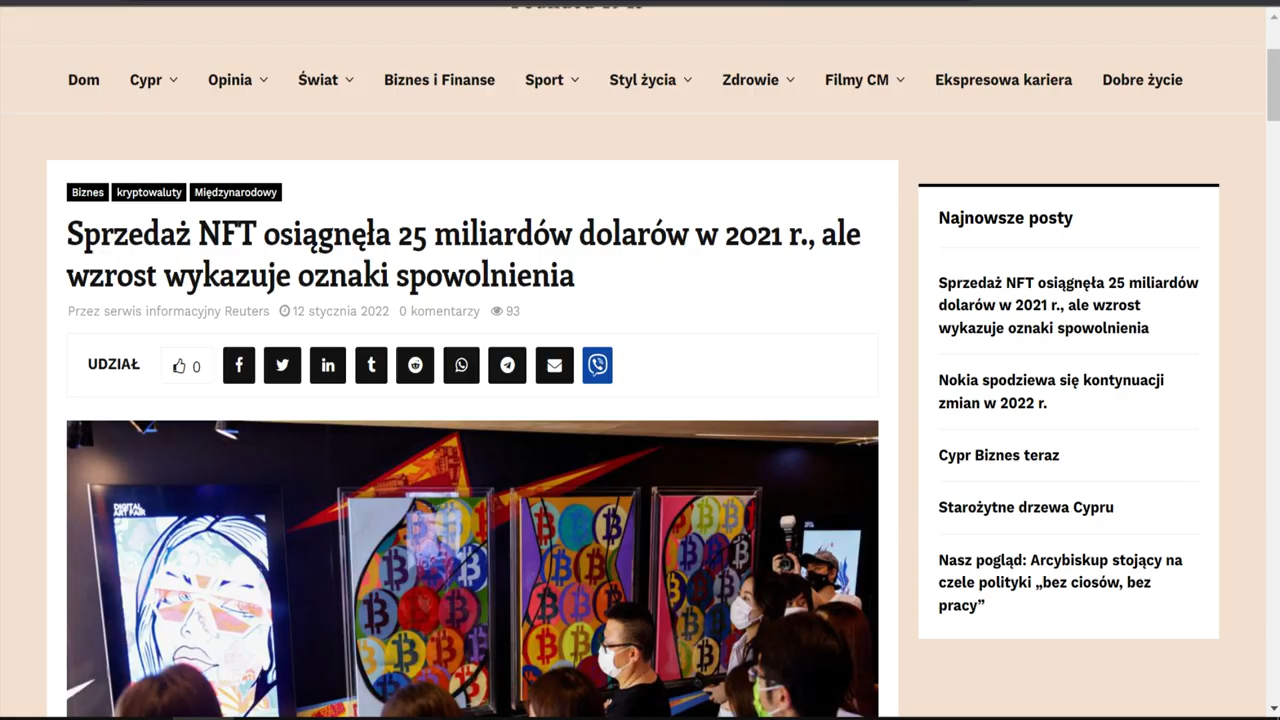 Dom Cypr Opinia Świat Biznes i Finanse Sport Styl życia Zdrowie Filmy CM Ekspresowa kariera Dobre życie
Biznes kryptowaluty Międzynarodowy
Sprzedaż NFT osiągnęła 25 miliardów dolarów w 2021 r., ale
wzrost wykazuje oznaki spowolnienia
Przez serwis informacyjny Reuters 12 stycznia 2022 0 komentarzy 93
UDZIAŁ 0
DIGITAL
ART FAIR
Najnowsze posty
Sprzedaż NFT osiągnęła 25 miliardów
dolarów w 2021 r., ale wzrost
wykazuje oznaki spowolnienia
Nokia spodziewa się kontynuacji
zmian w 2022 r.
Cypr Biznes teraz
Starożytne drzewa Cypru
Nasz pogląd: Arcybiskup stojący na
czele polityki „bez ciosów, bez
pracy”